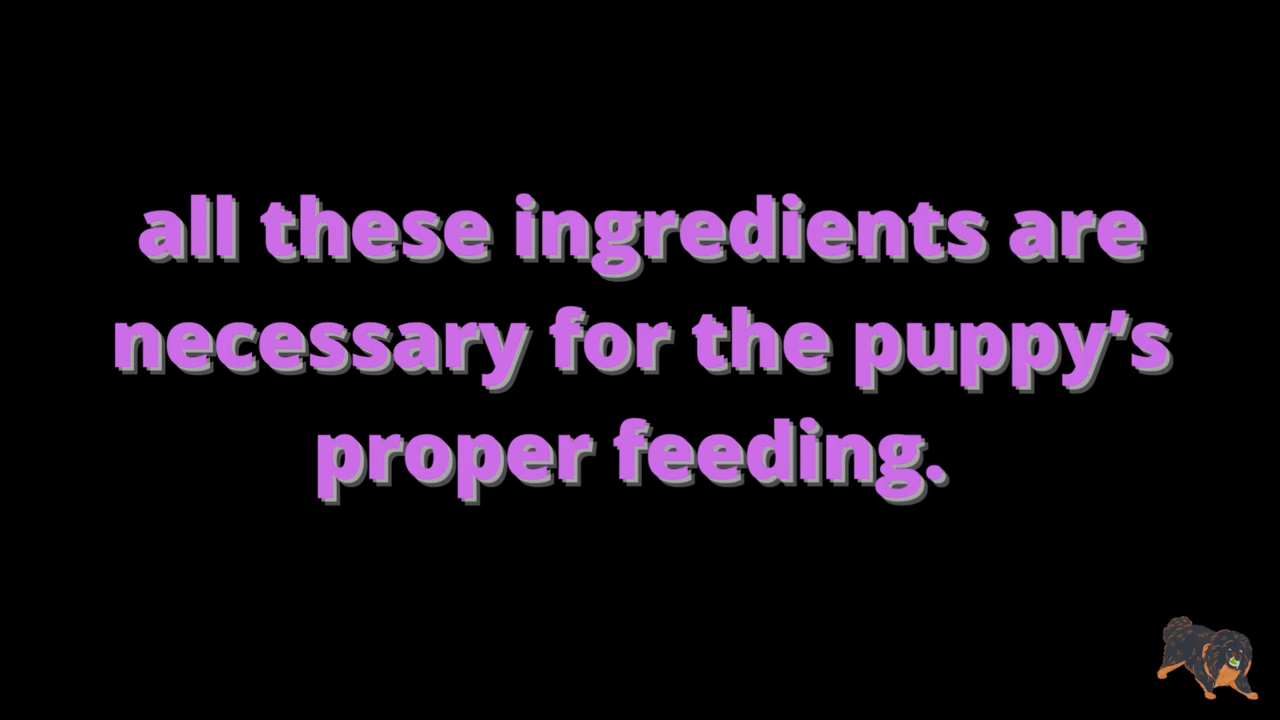 all these ingredients are
necessary for the puppy’s
proper feeding.